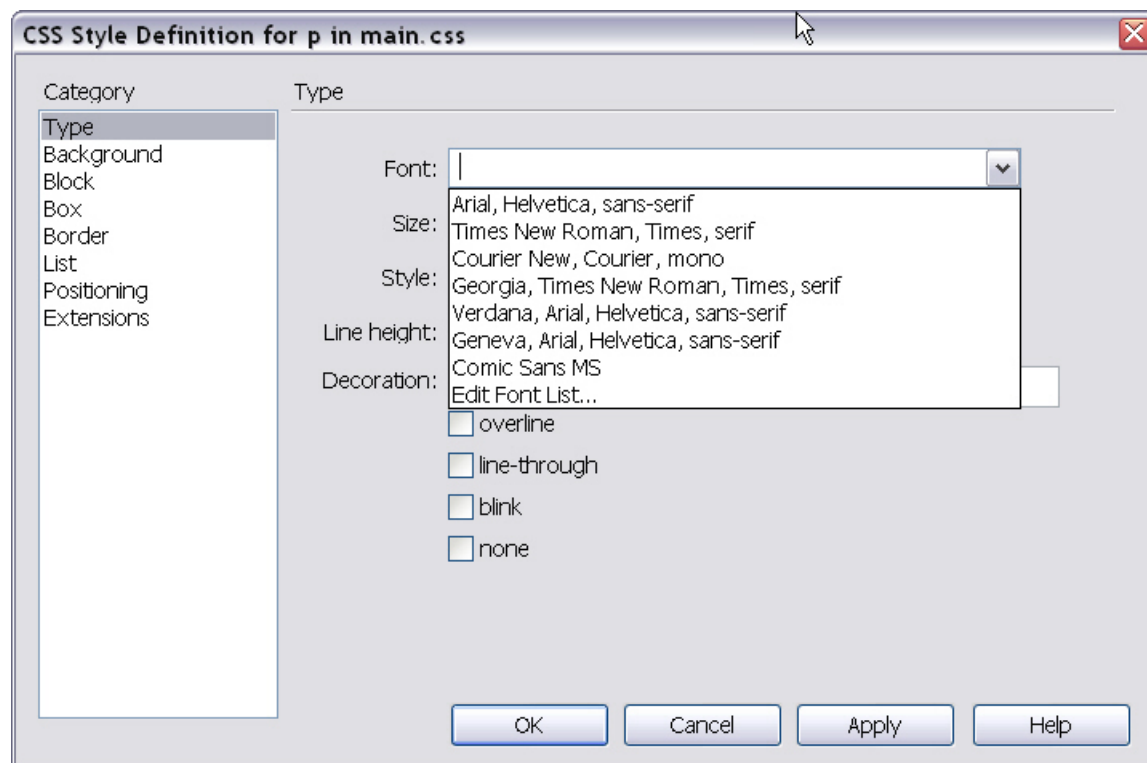 CSS Style Definition for p in main.css
Category
Type
Background
Block
Box
Border
List
Positioning
Extensions
Type
Font:
Arial, Helvetica, sans-serif
Times New Roman, Times, serif
Courier New, Courier, mono
Georgia, Times New Roman, Times, serif
Verdana, Arial, Helvetica, sans-serif
Geneva, Arial, Helvetica, sans-serif
Comic Sans MS
Edit Font List...
Size:
Style:
Line height:
Decoration:
overline
line-through
blink
none
OK
Cancel
Apply
Help